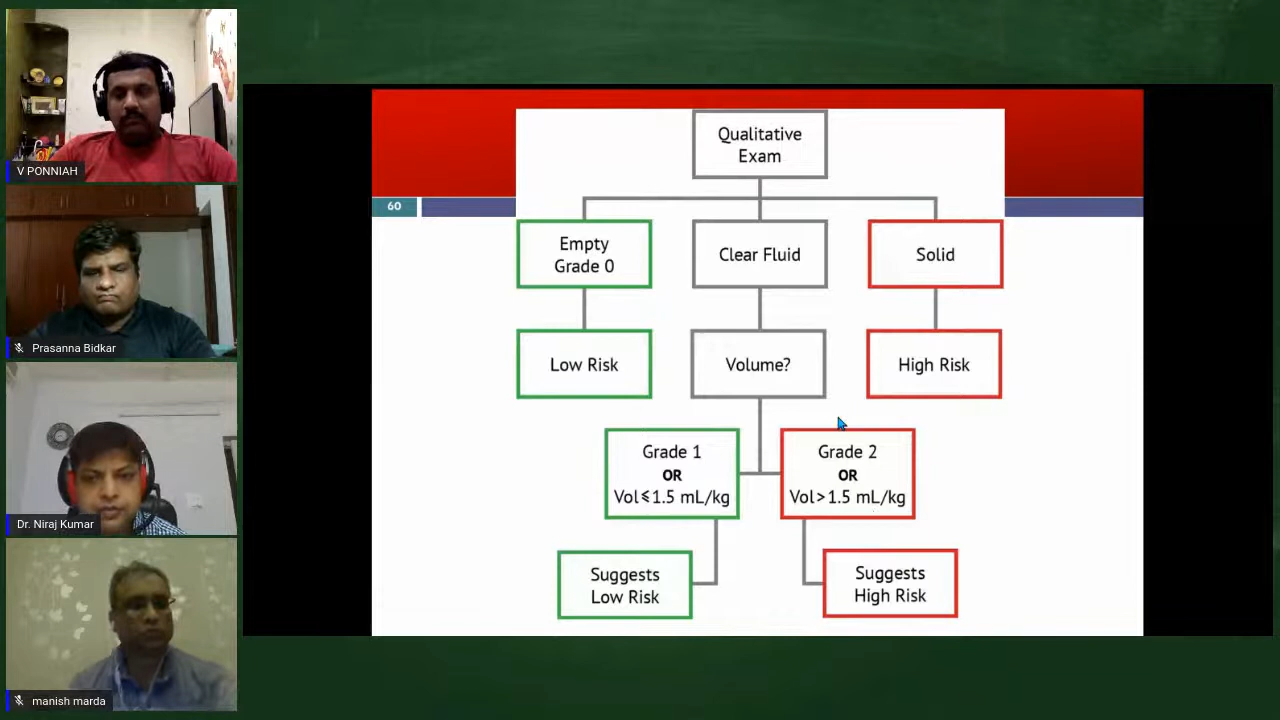 V PONNIAH
Prasanna Bidkar
Dr. Niraj Kumar
manish marda
60
Qualitative
Exam
Empty
Grade 0
Clear Fluid
Solid
Low Risk
Volume?
High Risk
Grade 1
OR
Vol≤1.5 mL/kg
Grade 2
OR
Vol>1.5 mL/kg
Suggests
Low Risk
Suggests
High Risk